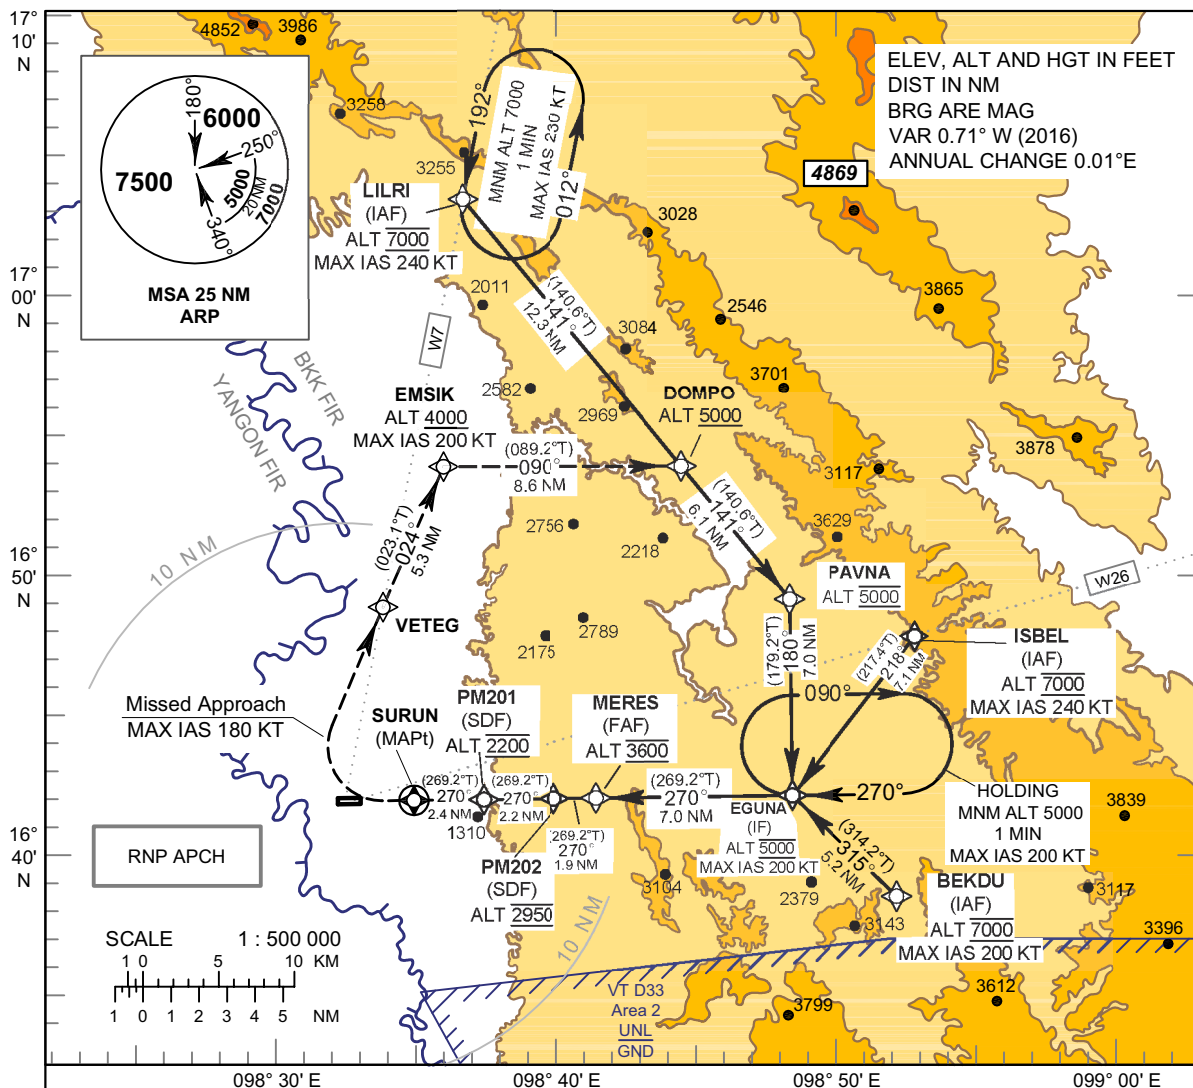 17°
10'
N
4852
3986
3258
3255
180°
6000
250°
7500
5000
20 NM
7000
340°
MSA 25 NM
ARP
192°
MNM ALT 7000
1 MIN
MAX IAS 230 KT
012°
ELEV, ALT AND HGT IN FEET
DIST IN NM
BRG ARE MAG
VAR 0.71° W (2016)
ANNUAL CHANGE 0.01°E
4869
LILRI
(IAF)
ALT 7000
MAX IAS 240 KT
3028
17°
00'
N
2011
W7
(140.6°T)
141°
12.3 NM
3084
2546
3865
BKK FIR
YANGON FIR
2582
2969
3701
EMSIK
ALT 4000
MAX IAS 200 KT
DOMPO
ALT 5000
3878
(089.2°T)
090°
8.6 NM
3117
(023.1°T)
024°
5.3 NM
2756
2218
(140.6°T)
141°
6.1 NM
3629
10 NM
16°
50'
N
PAVNA
ALT 5000
W26
VETEG
2789
2175
(179.2°T)
180°
7.0 NM
(217.4°T)
218°
7.1 NM
ISBEL
(IAF)
ALT 7000
MAX IAS 240 KT
Missed Approach
MAX IAS 180 KT
SURUN
(MAPt)
PM201
(SDF)
ALT 2200
MERES
(FAF)
ALT 3600
090°
270°
(269.2°T)
270°
2.4 NM
(269.2°T)
270°
2.2 NM
(269.2°T)
270°
7.0 NM
EGUNA
(IF)
ALT 5000
MAX IAS 200 KT
HOLDING
MNM ALT 5000
1 MIN
MAX IAS 200 KT
3839
1310
(269.2°T)
270°
1.9 NM
(314.2°T)
315°
5.2 NM
16°
40'
N
RNP APCH
PM202
(SDF)
ALT 2950
3104
2379
BEKDU
(IAF)
ALT 7000
MAX IAS 200 KT
3117
3143
3396
10 NM
SCALE
1 : 500 000
1 0 5 10 KM
1 0 1 2 3 4 5 NM
VT D33
Area 2
UNL
GND
3799
3612
098° 30'
098° 40'
098° 50'
099° 00'
E